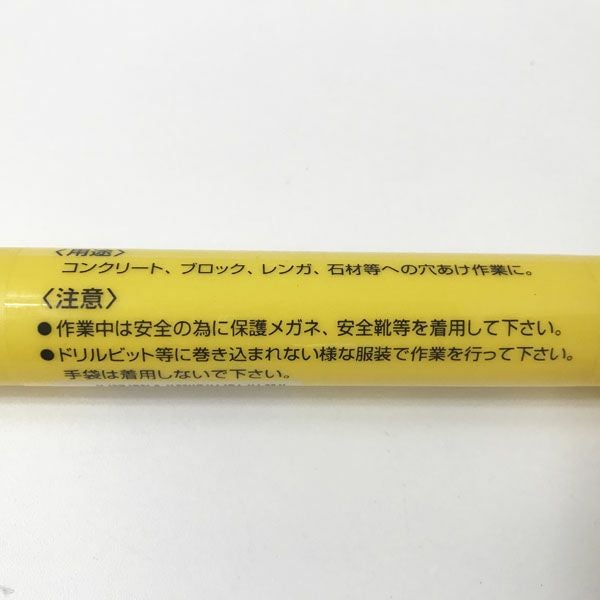 〈用途〉
コンクリート、ブロック、レンガ、石材等への穴あけ作業に。
〈注意〉
●作業中は安全の為に保護メガネ、安全靴等を着用して下さい。
●ドリルビット等に巻き込まれない様な服装で作業を行って下さい。
手袋は着用しないで下さい。